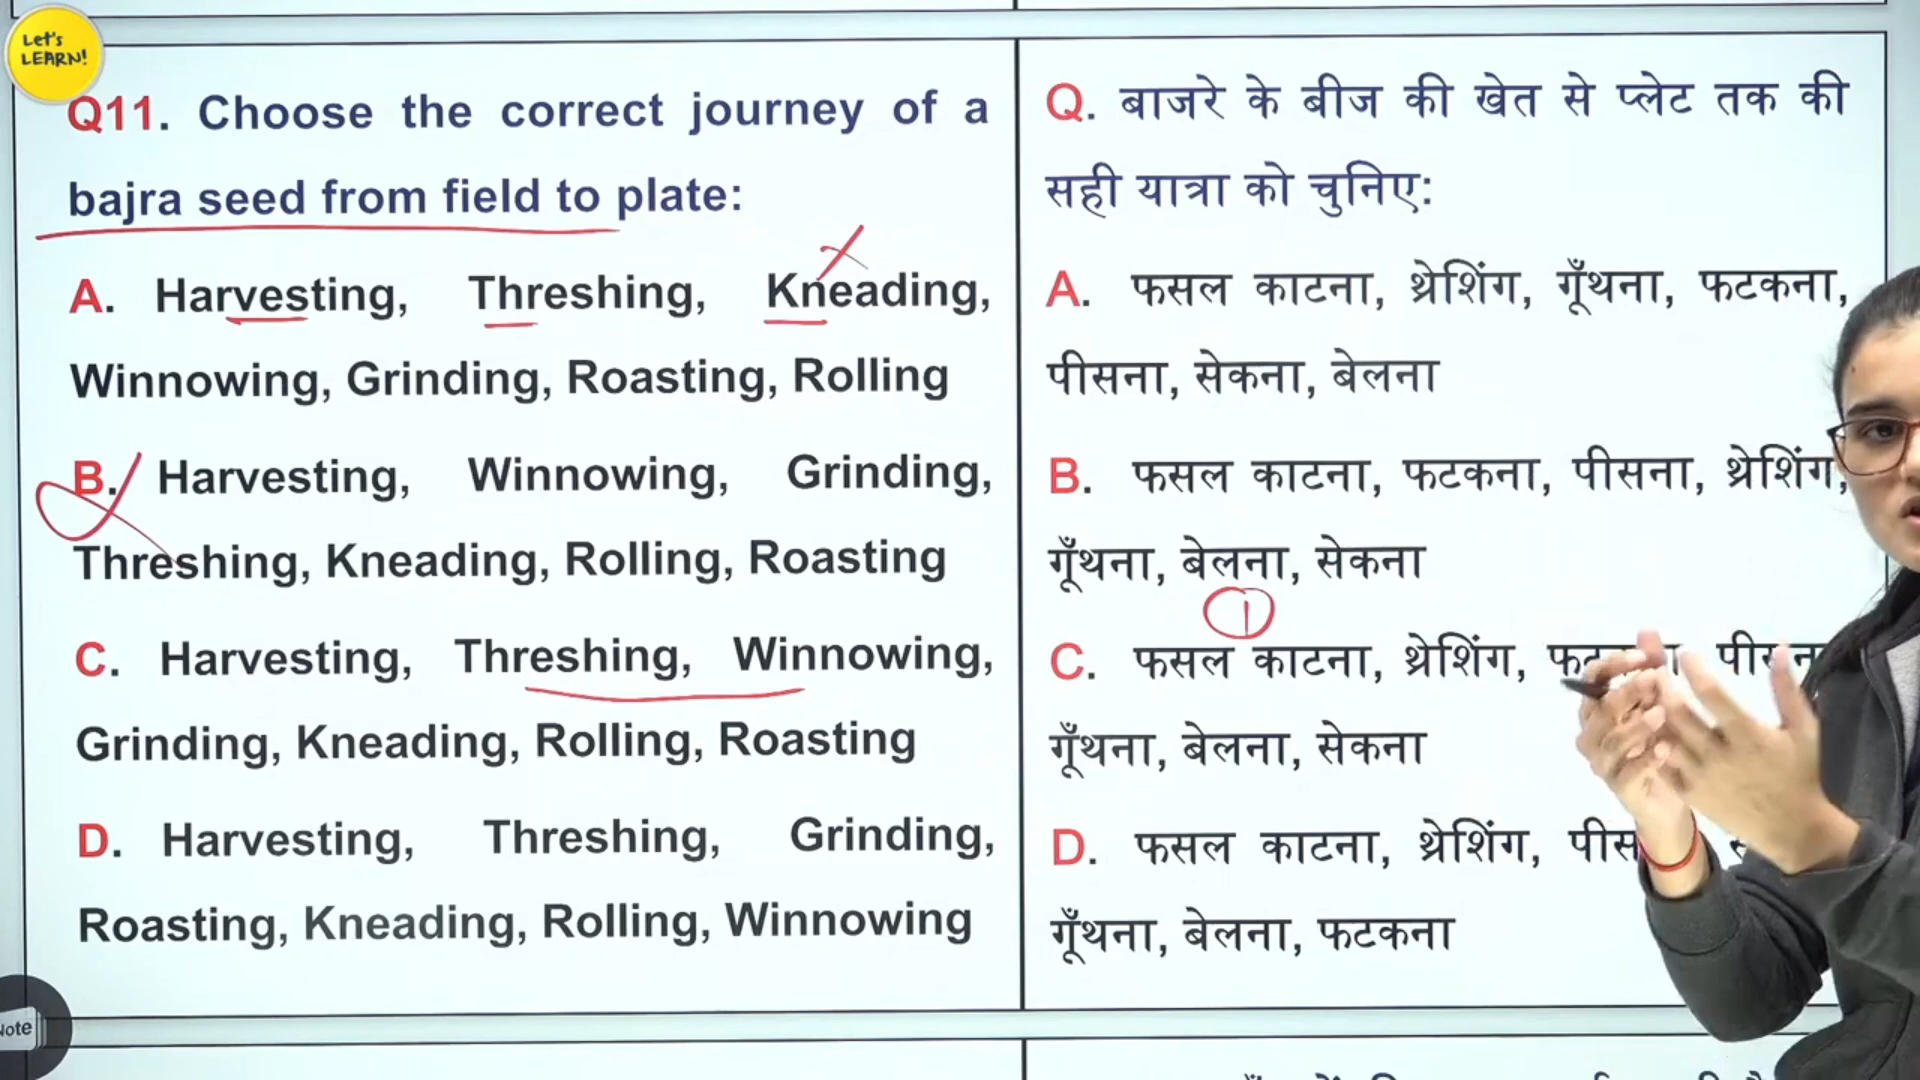 Let's
LEARN!
Q11. Choose the correct journey of a
bajra seed from field to plate:
A. Harvesting, Threshing, Kneading,
Winnowing, Grinding, Roasting, Rolling
B. Harvesting, Winnowing, Grinding,
Threshing, Kneading, Rolling, Roasting
C. Harvesting, Threshing, Winnowing,
Grinding, Kneading, Rolling, Roasting
D. Harvesting, Threshing, Grinding,
Roasting, Kneading, Rolling, Winnowing
Q. बाजरे के बीज की खेत से प्लेट तक की
सही यात्रा को चुनिए:
A. फसल काटना, थ्रेशिंग, गूँथना, फटकना,
पीसना, सेकना, बेलना
B. फसल काटना, फटकना, पीसना, थ्रेशिंग,
गूँथना, बेलना, सेकना
1
C. फसल काटना, थ्रेशिंग,
गूँथना, बेलना, सेकना
D. फसल काटना, थ्रेशिंग,
गूँथना, बेलना, फटकना
Note